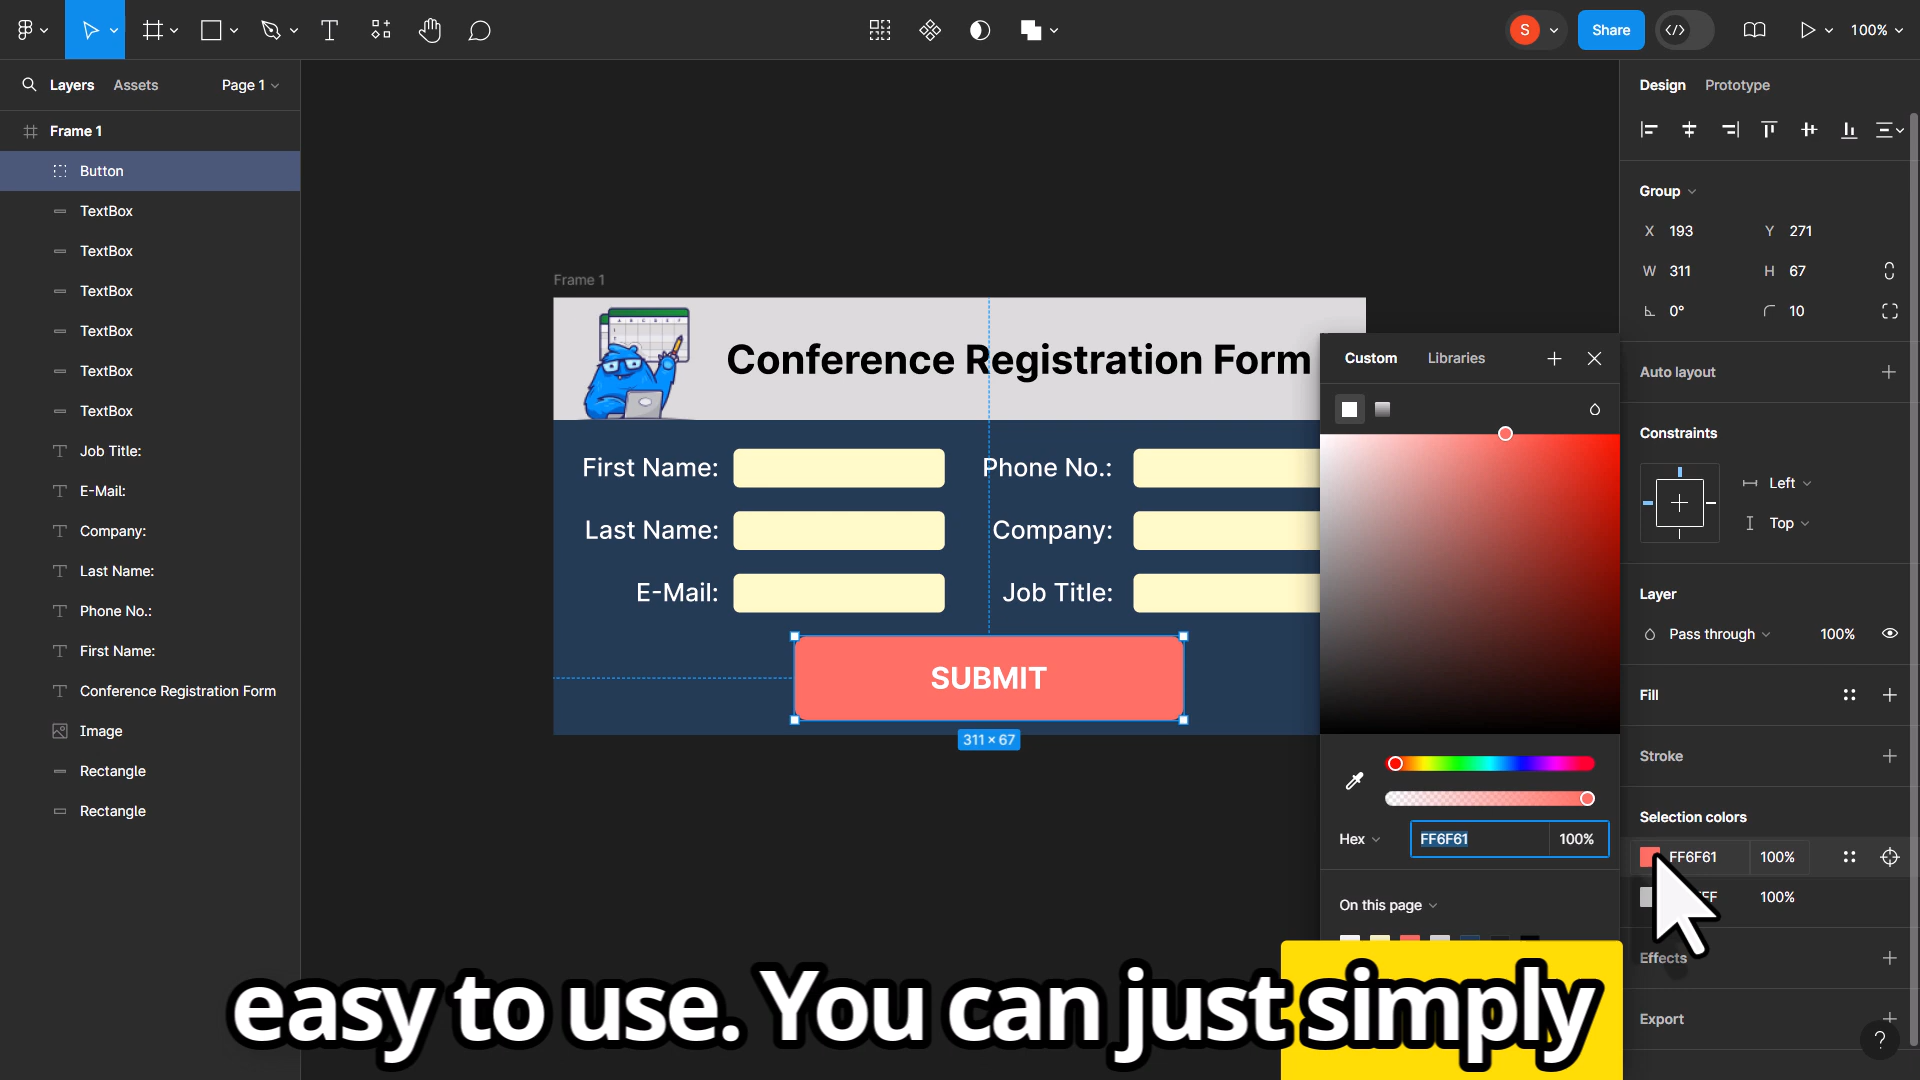 S
Share
100%
Layers
Assets
Page 1
Design
Prototype
Frame 1
Button
TextBox
TextBox
TextBox
TextBox
TextBox
TextBox
Job Title:
E-Mail:
Company:
Last Name:
Phone No.:
First Name:
Conference Registration Form
Image
Rectangle
Rectangle
Frame 1
Conference Registration Form
First Name:
Phone No.:
Last Name:
Company:
E-Mail:
Job Title:
SUBMIT
311 × 67
Custom
Libraries
Hex
FF6F61
100%
On this page
Group
X 193
Y 271
W 311
H 67
0°
10
Auto layout
Constraints
Left
Top
Layer
Pass through
100%
Fill
Stroke
Selection colors
FF6F61
100%
100%
Effects
Export
?
easy to use. You can just simply